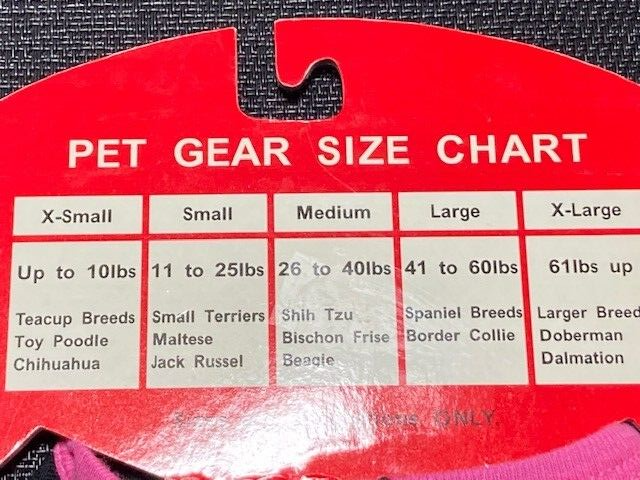 PET GEAR SIZE CHART
X-Small Small Medium Large X-Large
Up to 10lbs 11 to 25lbs 26 to 40lbs 41 to 60lbs 61lbs up
Teacup Breeds Small Terriers Shih Tzu Spaniel Breeds Larger Breed
Toy Poodle Maltese Bischon Frise Border Collie Doberman
Chihuahua Jack Russel Beagle Dalmation
ONLY.